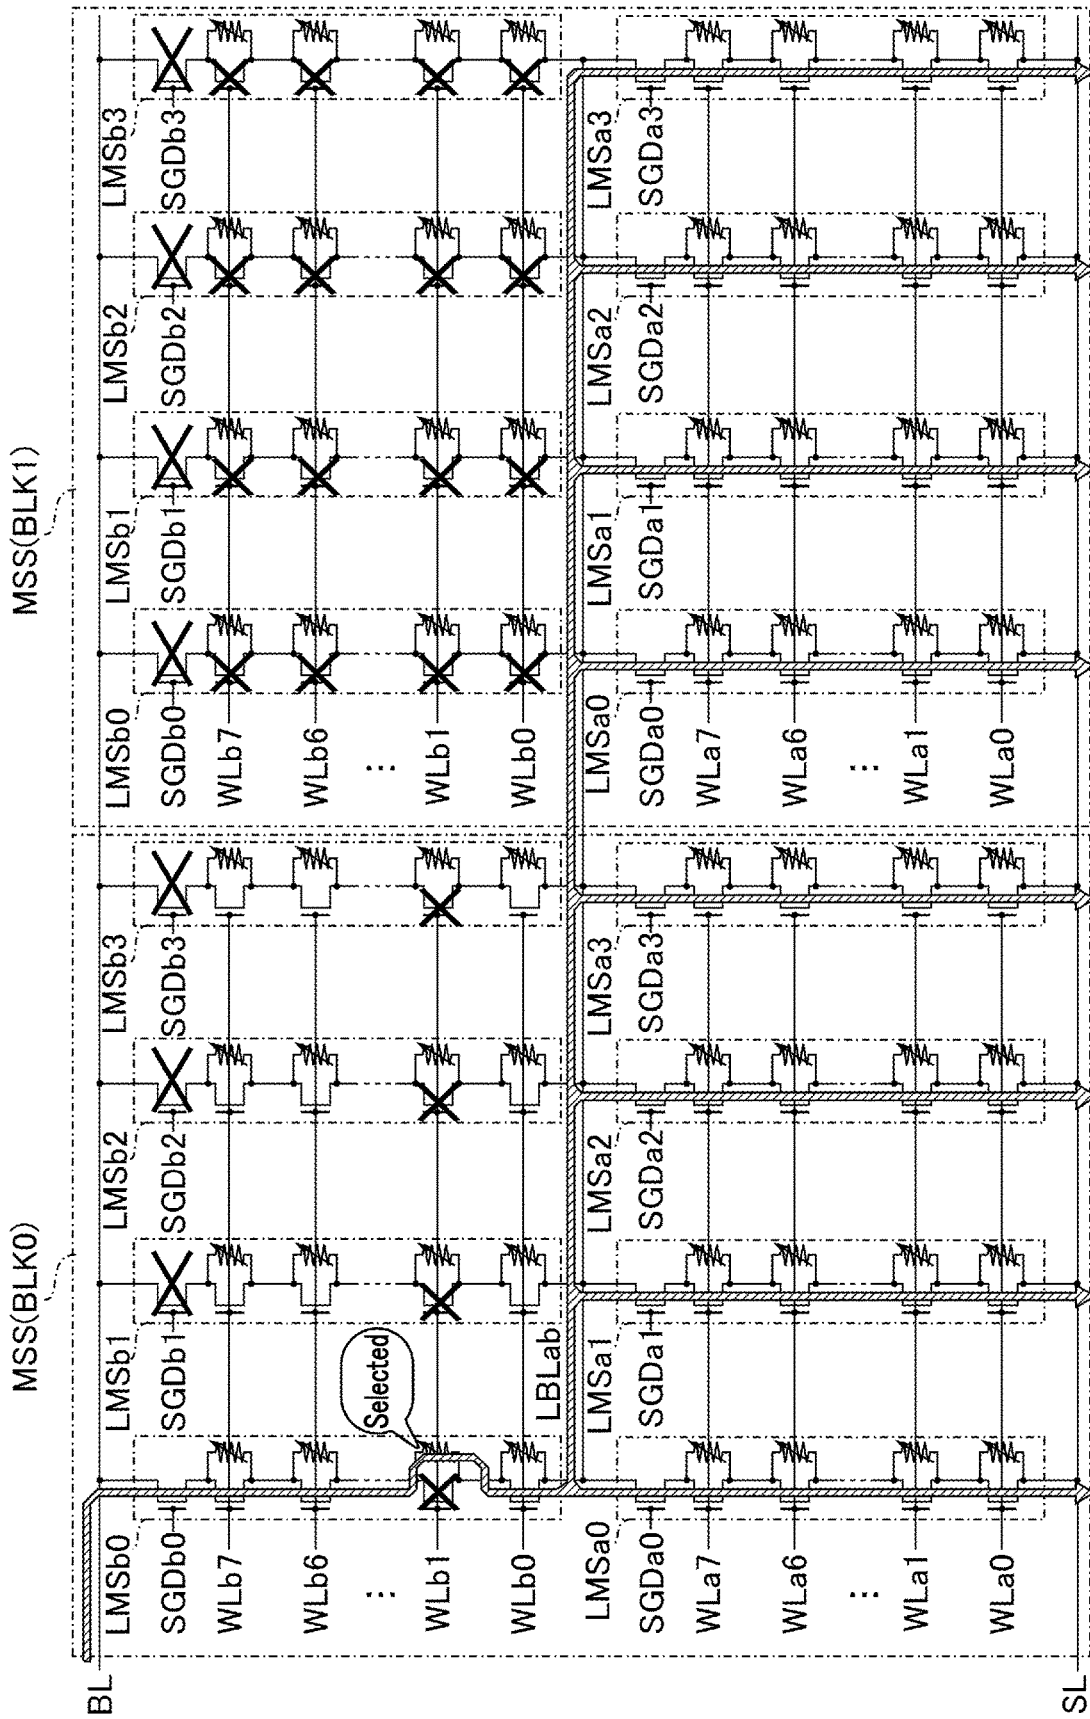 MSS(BLK0)
MSS(BLK1)
BL
LMSb0
LMSb1
LMSb2
LMSb3
LMSb0
LMSb1
LMSb2
LMSb3
SGDb0
SGDb1
SGDb2
SGDb3
SGDb0
SGDb1
SGDb2
SGDb3
WLb7
WLb7
WLb6
WLb6
Selected
...
...
WLb1
WLb1
WLb0
WLb0
LBLab
LMSa0
LMSa1
LMSa2
LMSa3
LMSa0
LMSa1
LMSa2
LMSa3
SGDa0
SGDa1
SGDa2
SGDa3
SGDa0
SGDa1
SGDa2
SGDa3
WLa7
WLa7
WLa6
WLa6
...
...
WLa1
WLa1
WLa0
WLa0
SL